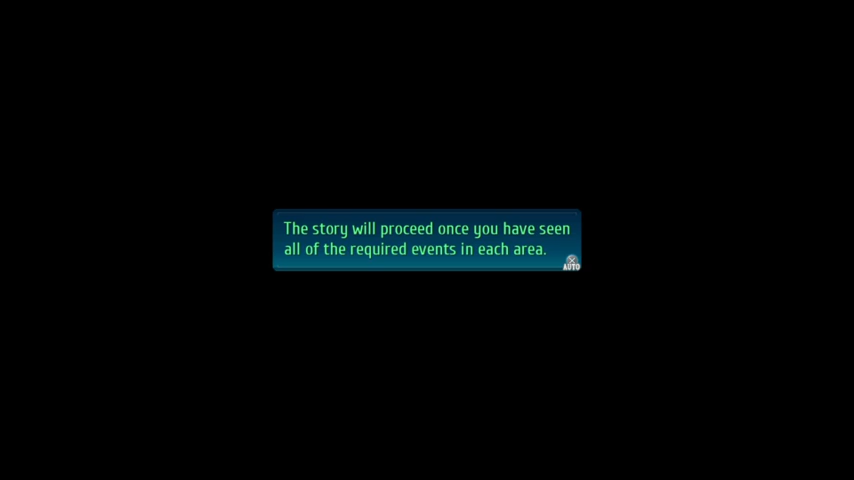 The story will proceed once you have seen
all of the required events in each area.
AUTO